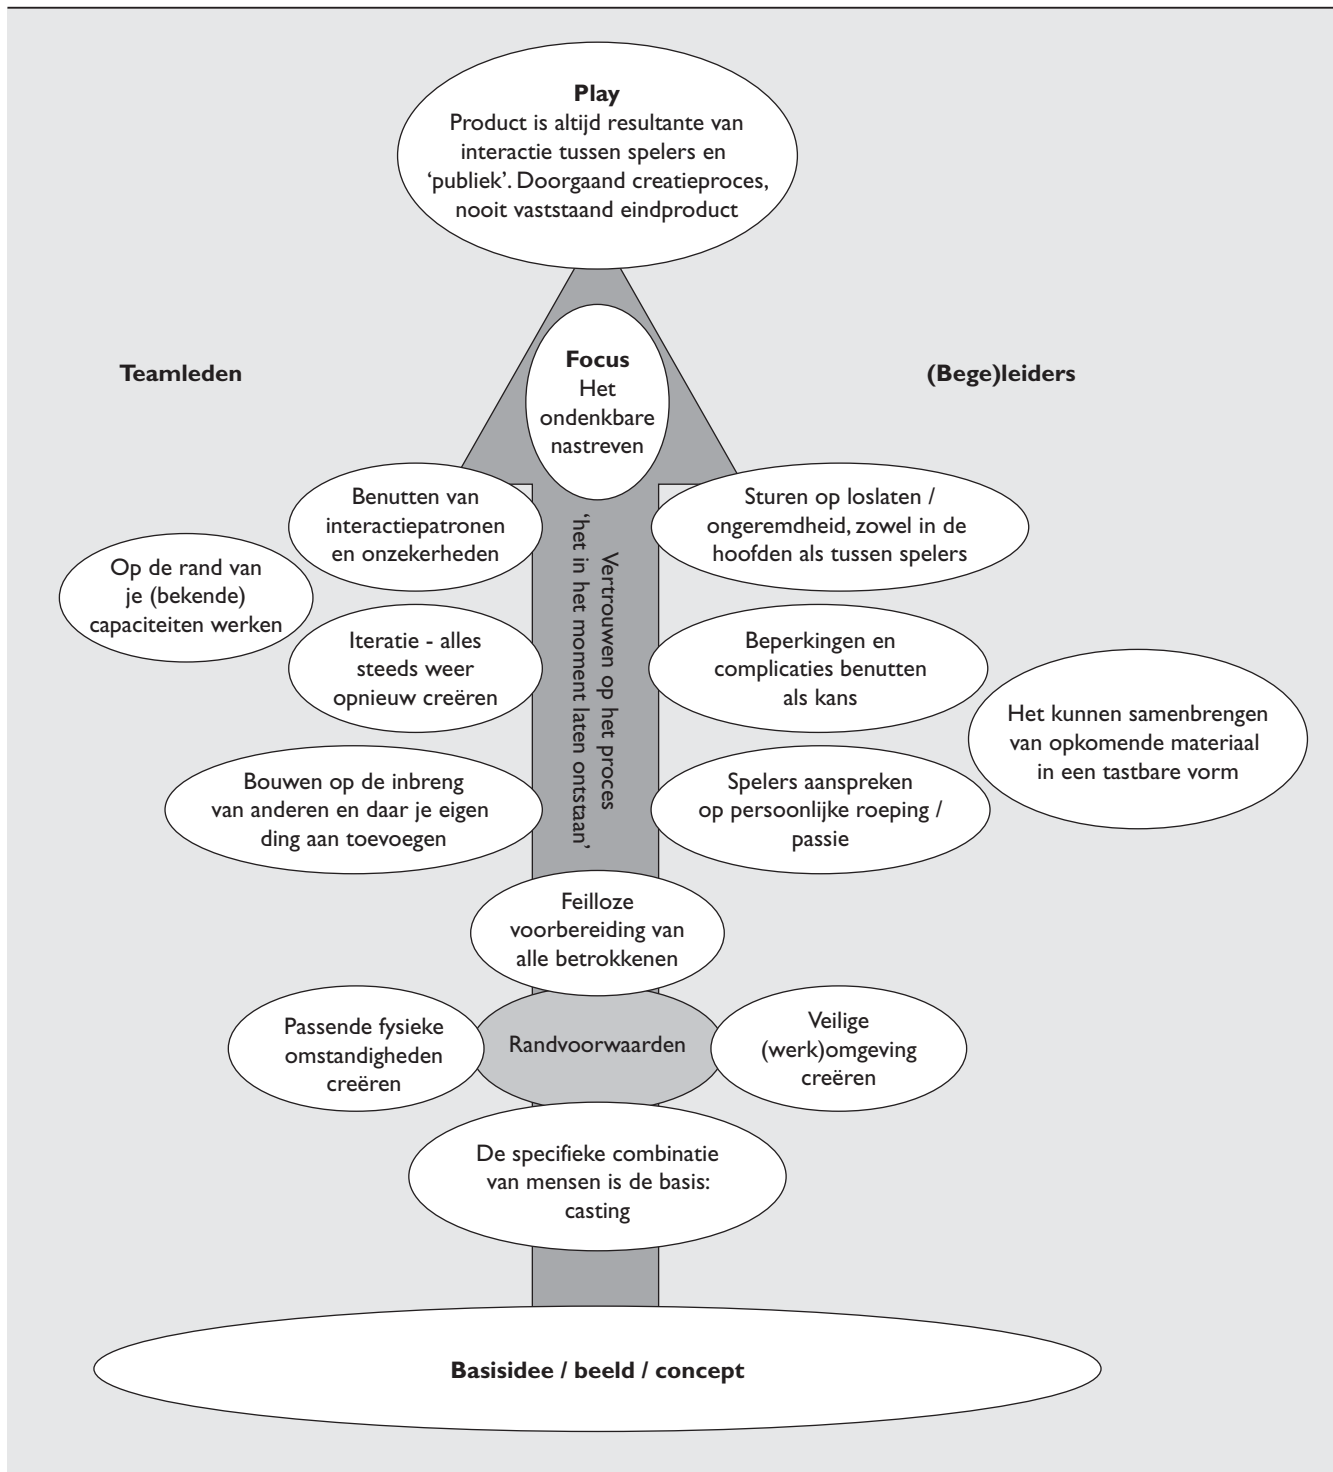 Play
Product is altijd resultante van
interactie tussen spelers en
‘publiek’. Doorgaand creatieproces,
nooit vaststaand eindproduct
Teamleden
Focus
Het
ondenkbare
nastreven
(Bege)leiders
Benutten van
interactiepatronen
en onzekerheden
Op de rand van
je (bekende)
capaciteiten werken
Iteratie - alles
steeds weer
opnieuw creëren
Bouwen op de inbreng
van anderen en daar je eigen
ding aan toevoegen
Vertrouwen op het proces
‘het in het moment laten ontstaan’
Sturen op loslaten /
ongeremdheid, zowel in de
hoofden als tussen spelers
Beperkingen en
complicaties benutten
als kans
Het kunnen samenbrengen
van opkomende materiaal
in een tastbare vorm
Spelers aanspreken
op persoonlijke roeping /
passie
Feilloze
voorbereiding van
alle betrokkenen
Passende fysieke
omstandigheden
creëren
Randvoorwaarden
Veilige
(werk)omgeving
creëren
De specifieke combinatie
van mensen is de basis:
casting
Basisidee / beeld / concept